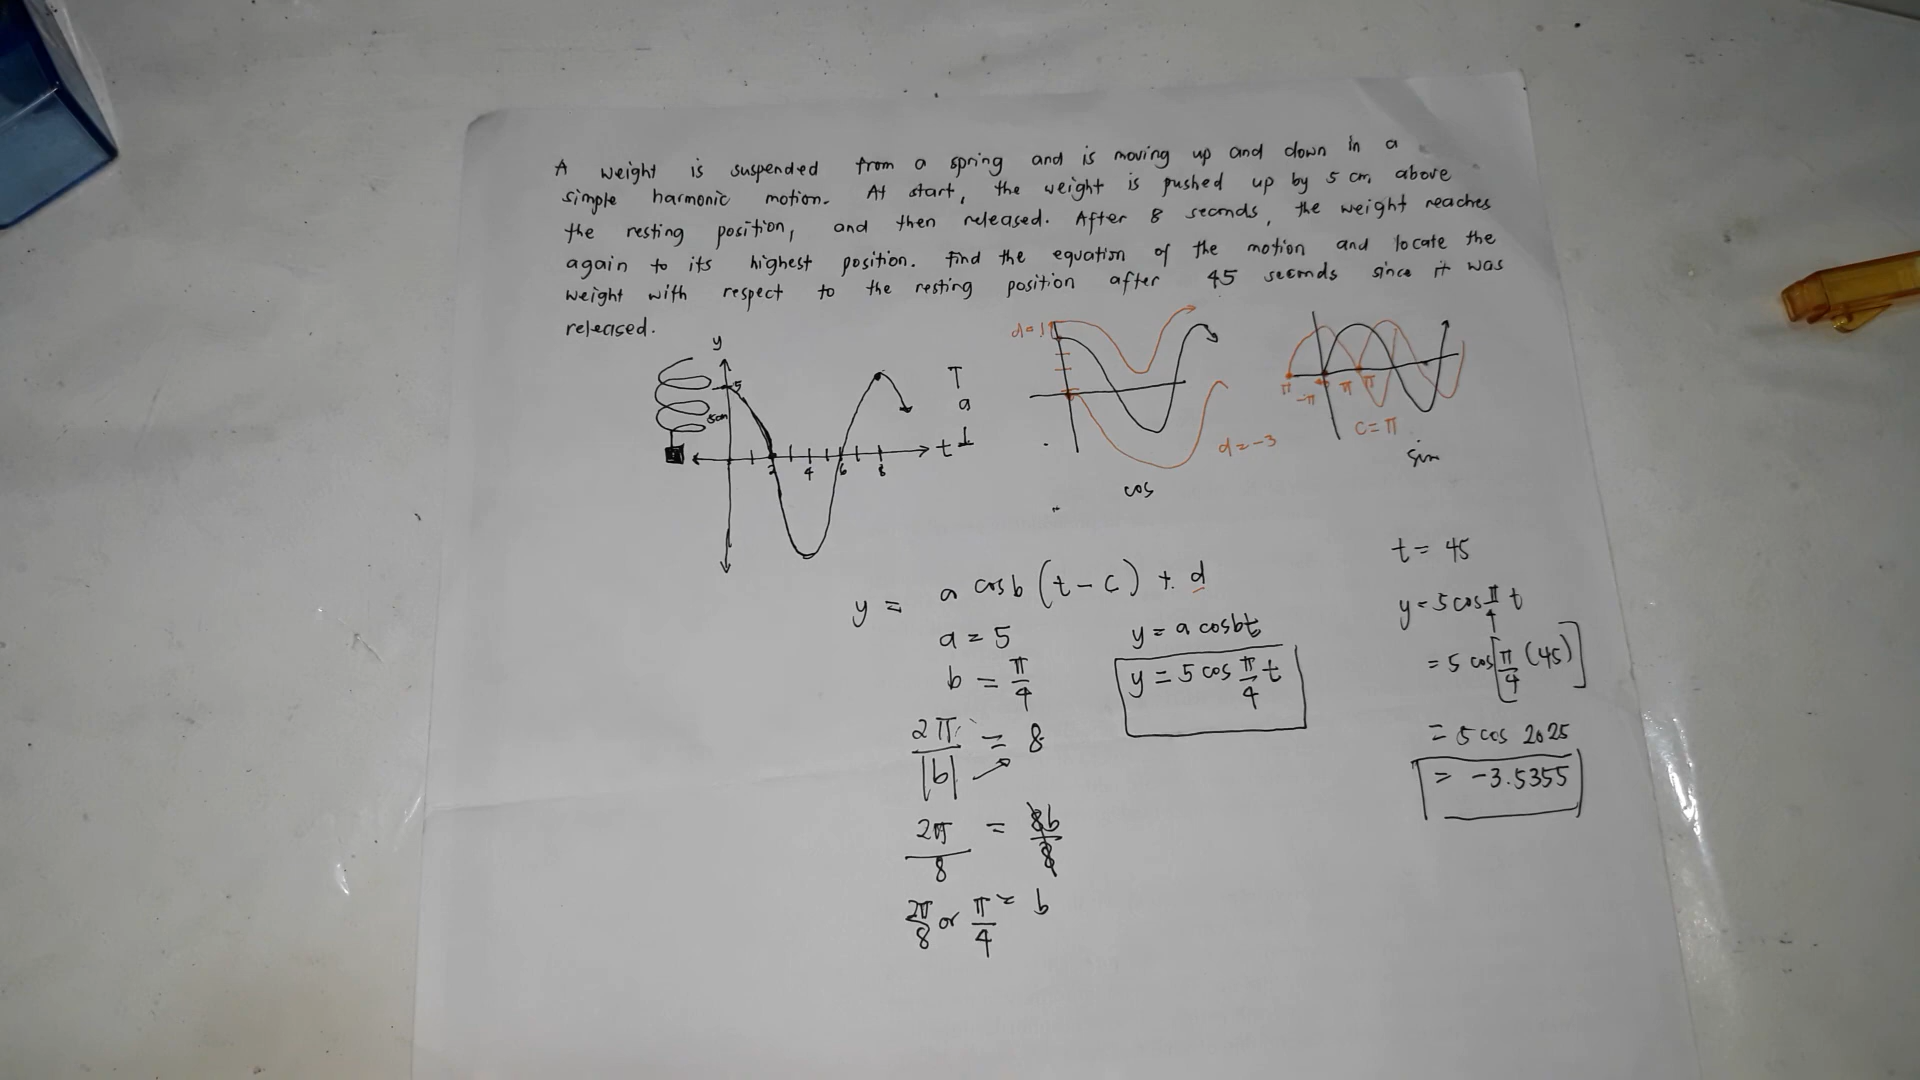 A weight is suspended from a spring and is moving up and down in a
simple harmonic motion. At start, the weight is pushed up by 5 cm above
the resting position, and then released. After 8 seconds, the weight reaches
again to its highest position. Find the equation of the motion and locate the
weight with respect to the resting position after 45 seconds since it was
released.
y
5
5cm
2 4 6 8
t
a
d=1
d=-3
cos
π -π π π
c=π
sin
y = a cos b (t - c) + d
a = 5
b = π/4
2π/|b| = 8
2π/8 = 8b/8
2π/8 or π/4 = b
y = a cos bt
y = 5 cos π/4 t
t = 45
y = 5 cos π/4 t
= 5 cos [π/4 (45)]
= 5 cos 2025
= -3.5355